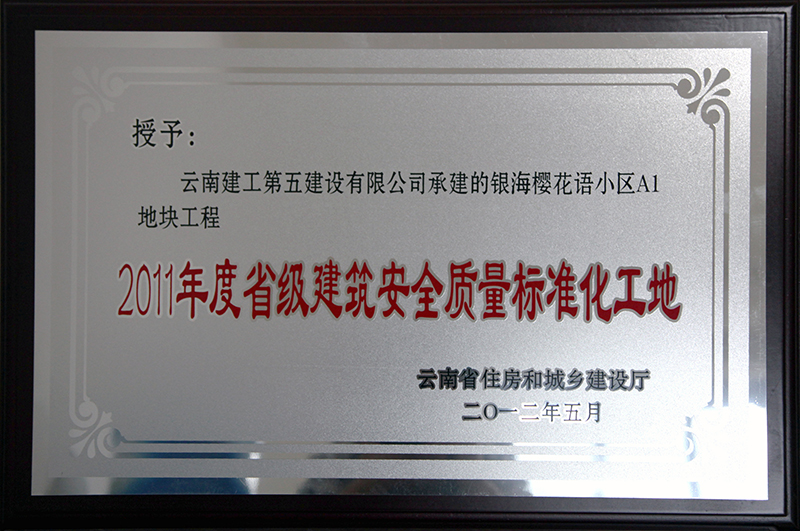 授予：
云南建工第五建设有限公司承建的银海樱花语小区A1
地块工程
2011年度省级建筑安全质量标准化工地
云南省住房和城乡建设厅
二〇一二年五月